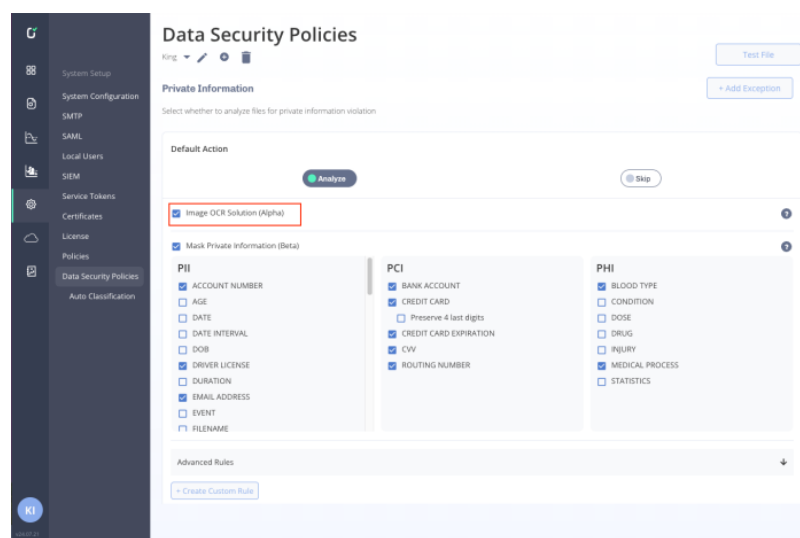 Data Security Policies
King
Test File
System Setup
System Configuration
SMTP
SAML
Local Users
SIEM
Service Tokens
Certificates
License
Policies
Data Security Policies
Auto Classification
KI
Private Information
+ Add Exception
Select whether to analyze files for private information violation
Default Action
Analyze
Skip
Image OCR Solution (Alpha)
?
Mask Private Information (Beta)
?
PII
ACCOUNT NUMBER
AGE
DATE
DATE INTERVAL
DOB
DRIVER LICENSE
DURATION
EMAIL ADDRESS
EVENT
FILENAME
PCI
BANK ACCOUNT
CREDIT CARD
Preserve 4 last digits
CREDIT CARD EXPIRATION
CVV
ROUTING NUMBER
PHI
BLOOD TYPE
CONDITION
DOSE
DRUG
INJURY
MEDICAL PROCESS
STATISTICS
Advanced Rules
+ Create Custom Rule